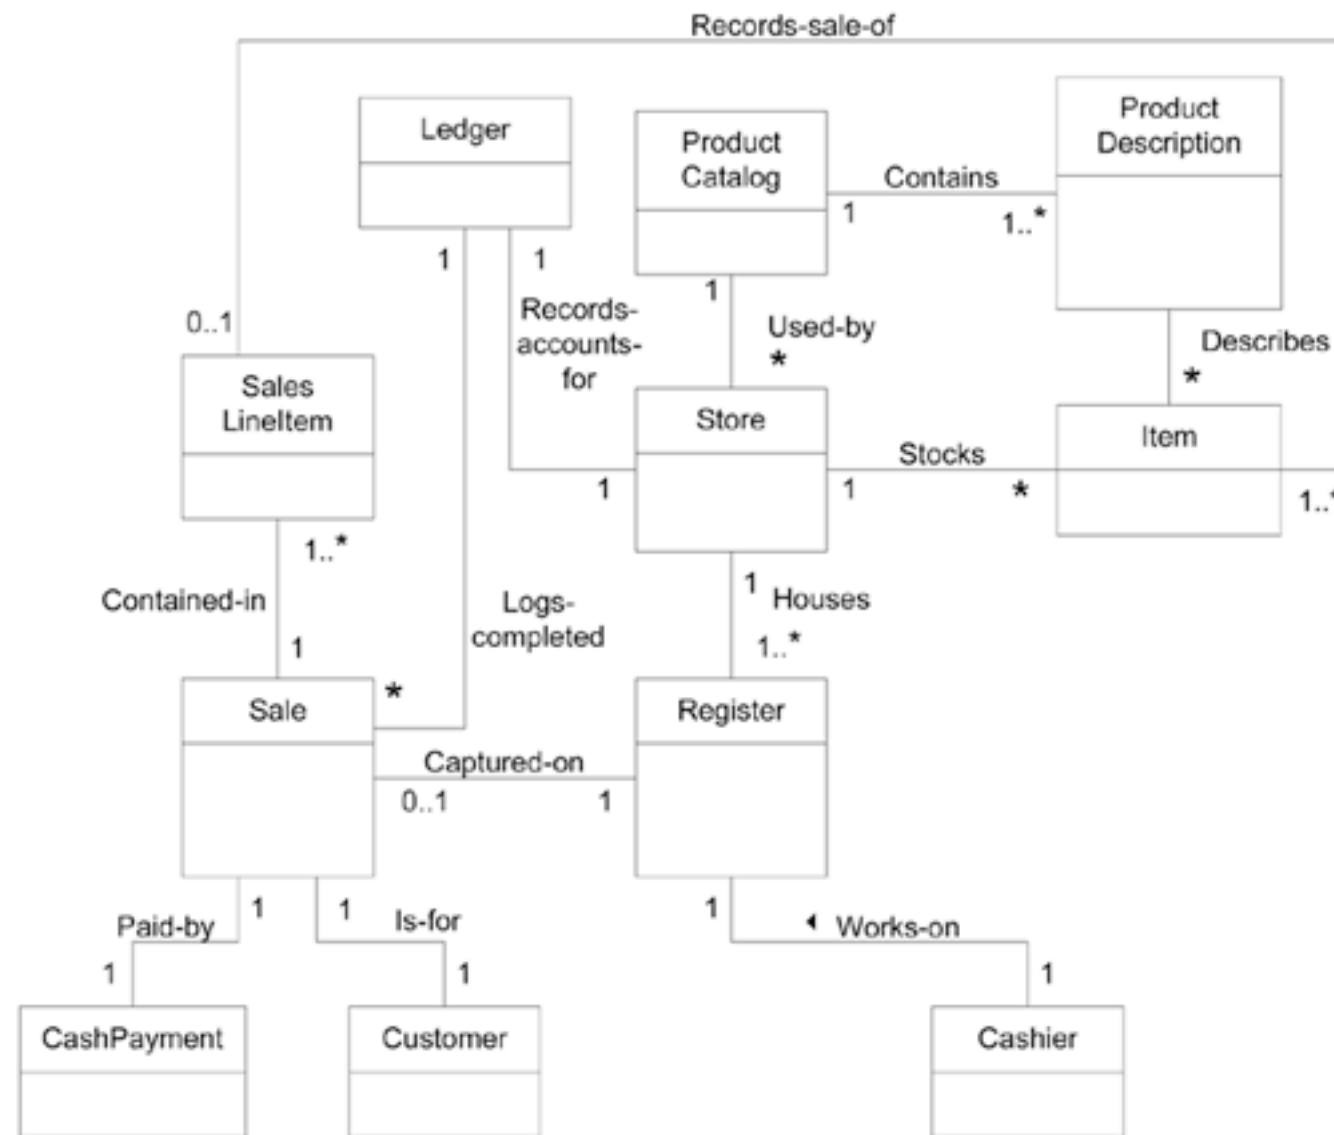 Records-sale-of
Ledger
Product
Catalog
Product
Description
Contains
1
1..*
1
1
1
0..1
Records-
accounts-
for
Used-by
*
Describes
*
Sales
LineItem
Store
Item
Stocks
1
1
*
1..*
1..*
Contained-in
1
Logs-
completed
1
Houses
1..*
*
Sale
Register
Captured-on
0..1
1
1
Paid-by
1
Is-for
1
Works-on
1
1
1
CashPayment
Customer
Cashier